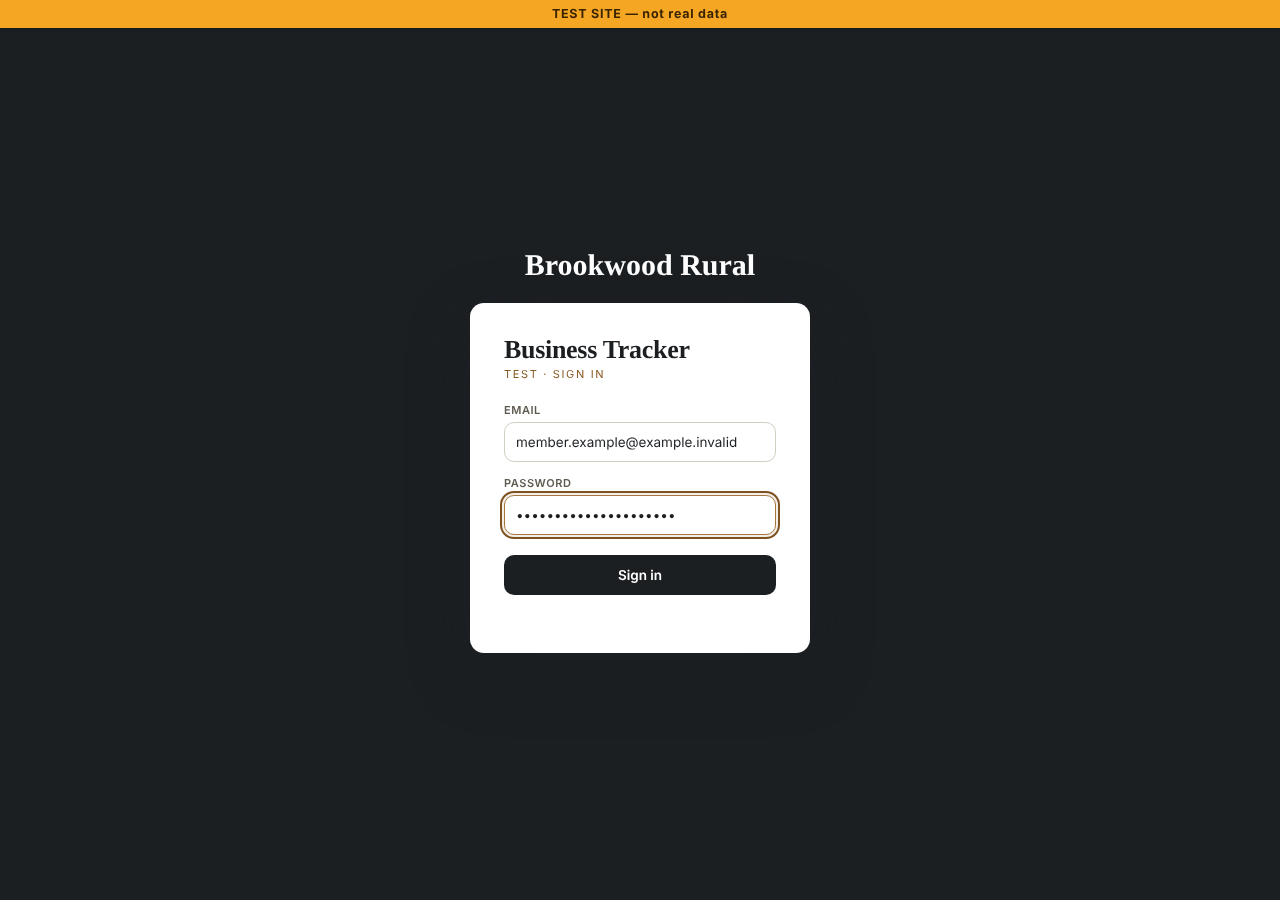 TEST SITE — not real data
Brookwood Rural
Business Tracker
TEST · SIGN IN
EMAIL
member.example@example.invalid
PASSWORD
•••••••••••••••••••••
Sign in